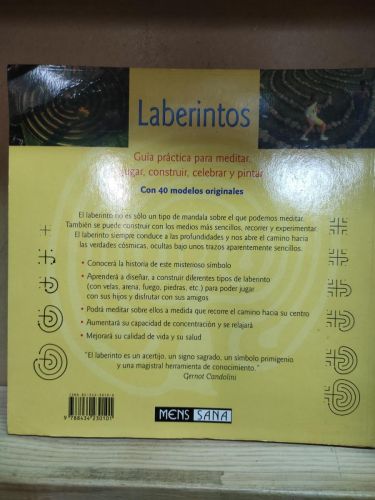 Laberintos
Guía práctica para meditar,
jugar, construir, celebrar y pintar
Con 40 modelos originales
El laberinto no es sólo un tipo de mandala sobre el que podemos meditar.
También se puede construir con los medios más sencillos, recorrer y experimentar.
El laberinto siempre conduce a las profundidades y nos abre el camino hacia
las verdades cósmicas, ocultas bajo unos trazos aparentemente sencillos.
• Conocerá la historia de este misterioso símbolo
• Aprenderá a diseñar, a construir diferentes tipos de laberinto
(con velas, arena, fuego, piedras, etc.) para poder jugar
con sus hijos y disfrutar con sus amigos
• Podrá meditar sobre ellos a medida que recorre el camino hacia su centro
• Aumentará su capacidad de concentración y se relajará
• Mejorará su calidad de vida y su salud
"El laberinto es un acertijo, un signo sagrado, un símbolo primigenio
y una magistral herramienta de conocimiento."
Gernot Candolini
9 788434 230101
MENS SANA